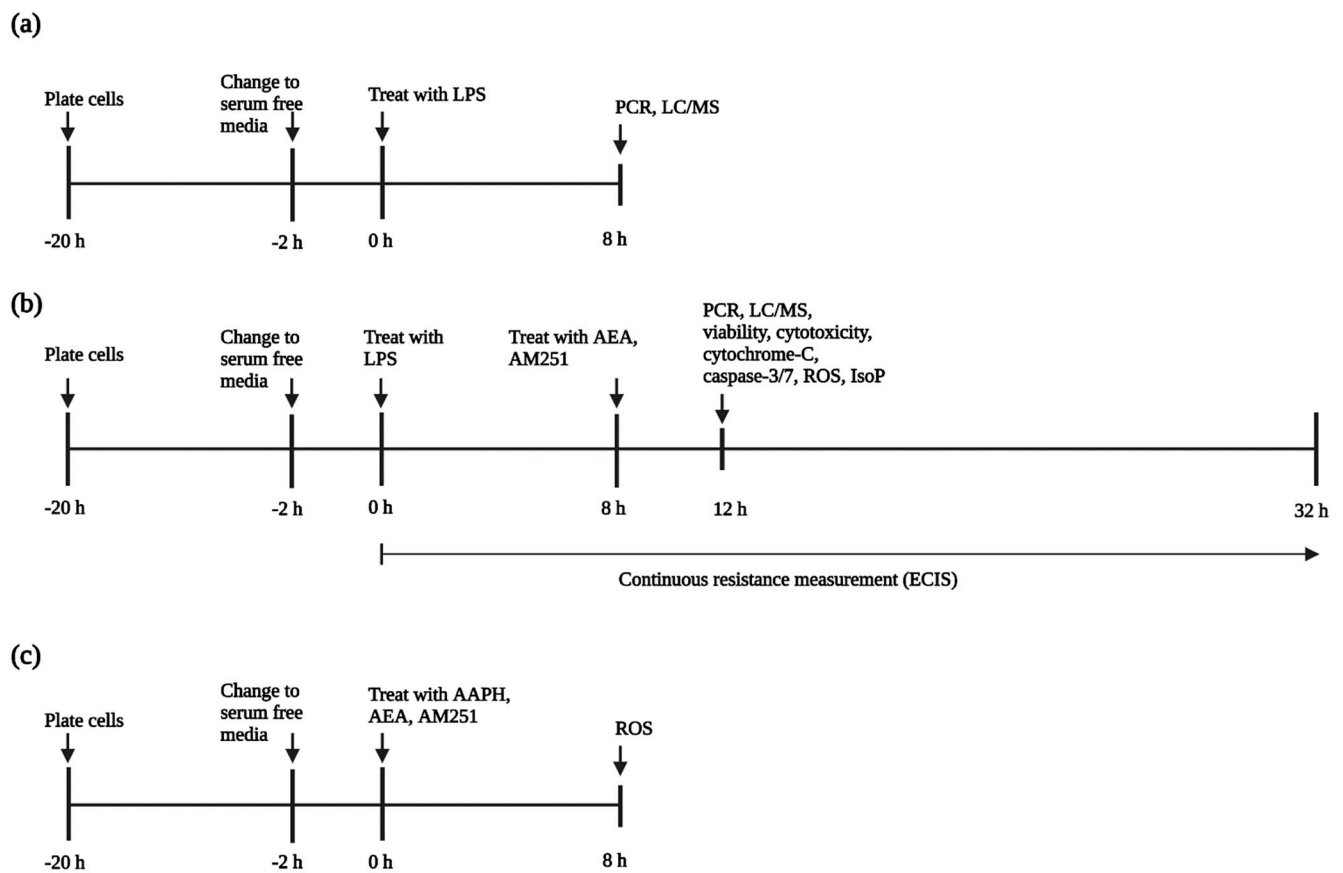 (a)
Plate cells
Change to
serum free
media
Treat with LPS
PCR, LC/MS
-20 h
-2 h
0 h
8 h
(b)
Plate cells
Change to
serum free
media
Treat with
LPS
Treat with AEA,
AM251
PCR, LC/MS,
viability, cytotoxicity,
cytochrome-C,
caspase-3/7, ROS, IsoP
-20 h
-2 h
0 h
8 h
12 h
32 h
Continuous resistance measurement (ECIS)
(c)
Plate cells
Change to
serum free
media
Treat with AAPH,
AEA, AM251
ROS
-20 h
-2 h
0 h
8 h